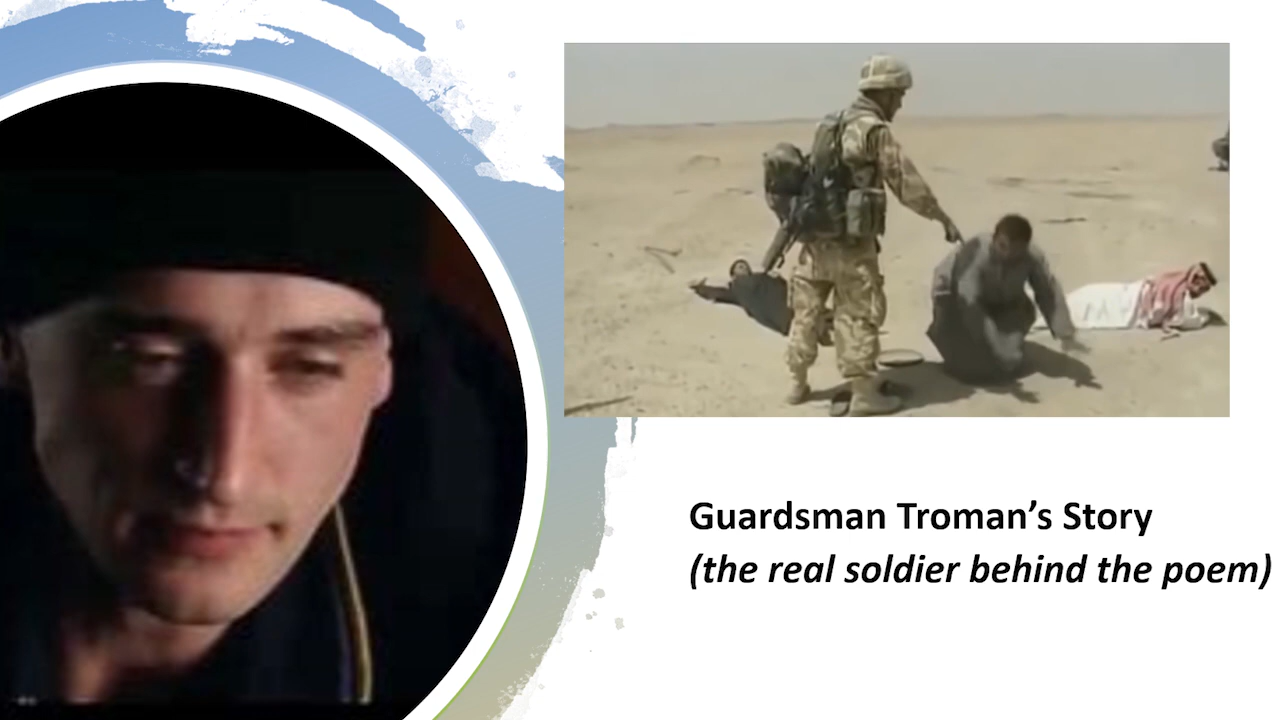 Guardsman Troman’s Story
(the real soldier behind the poem)